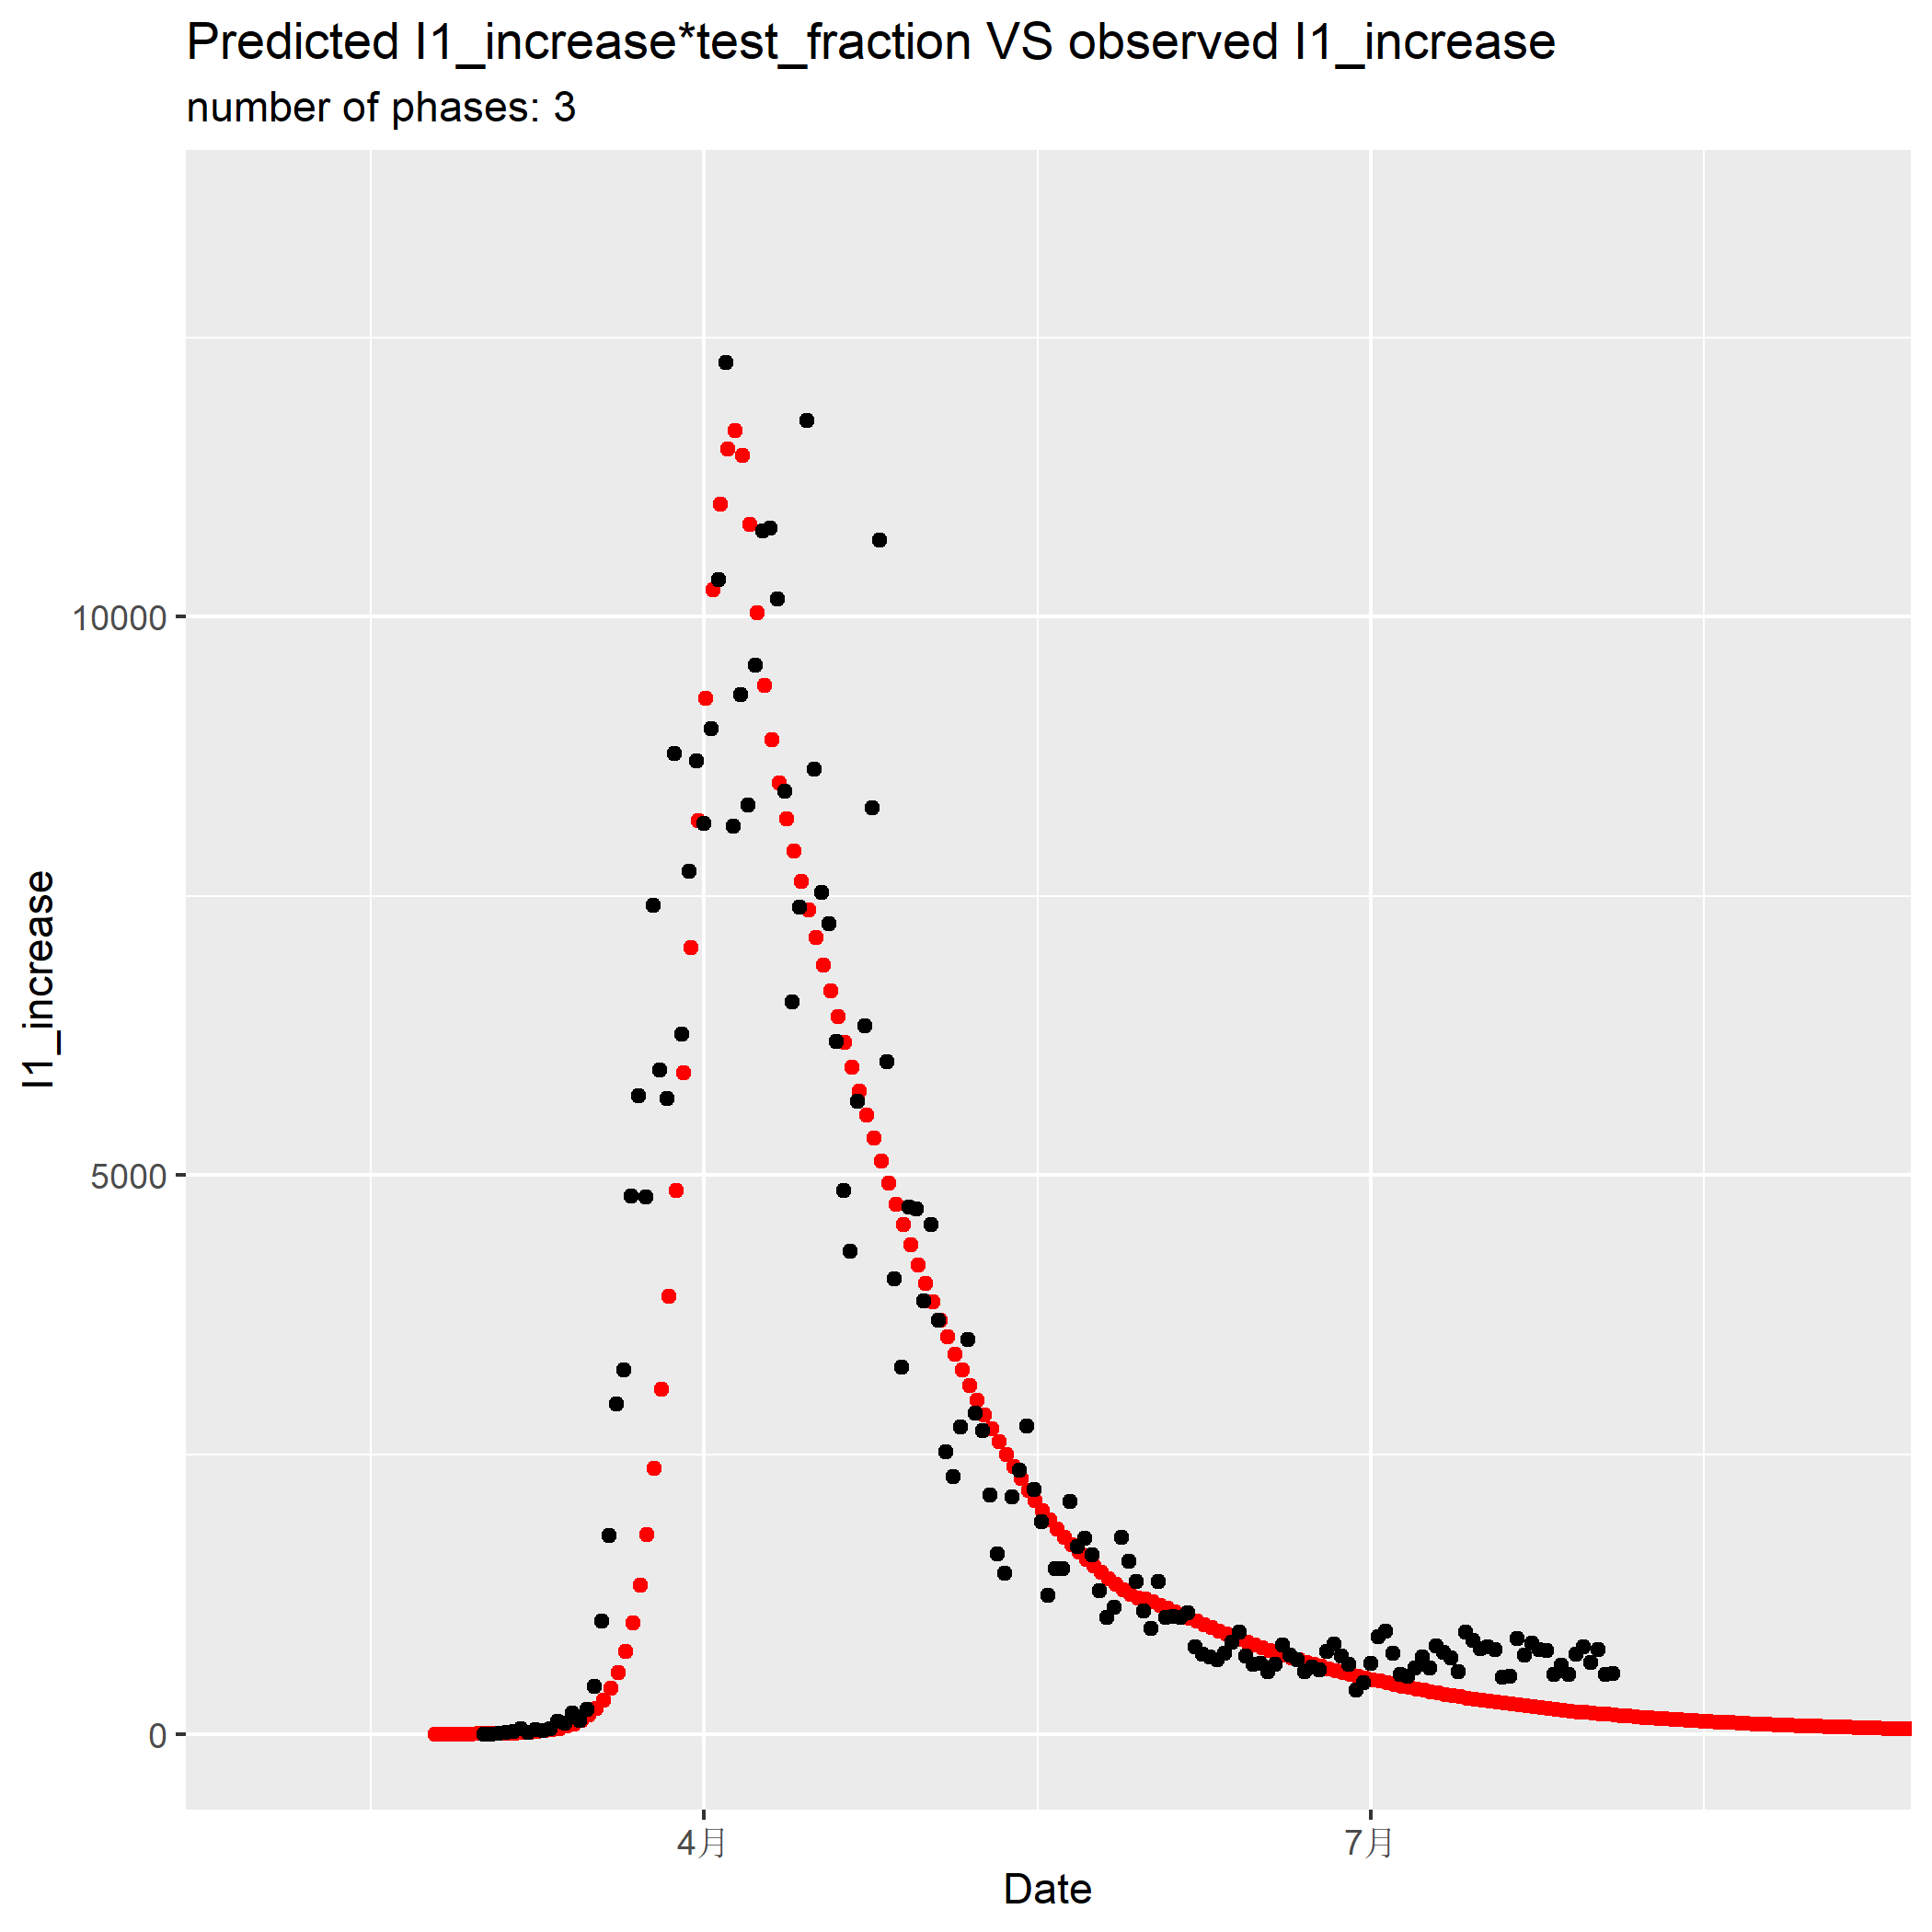 Predicted I1_increase*test_fraction VS observed I1_increase
number of phases: 3
I1_increase
10000
5000
0
4月
7月
Date